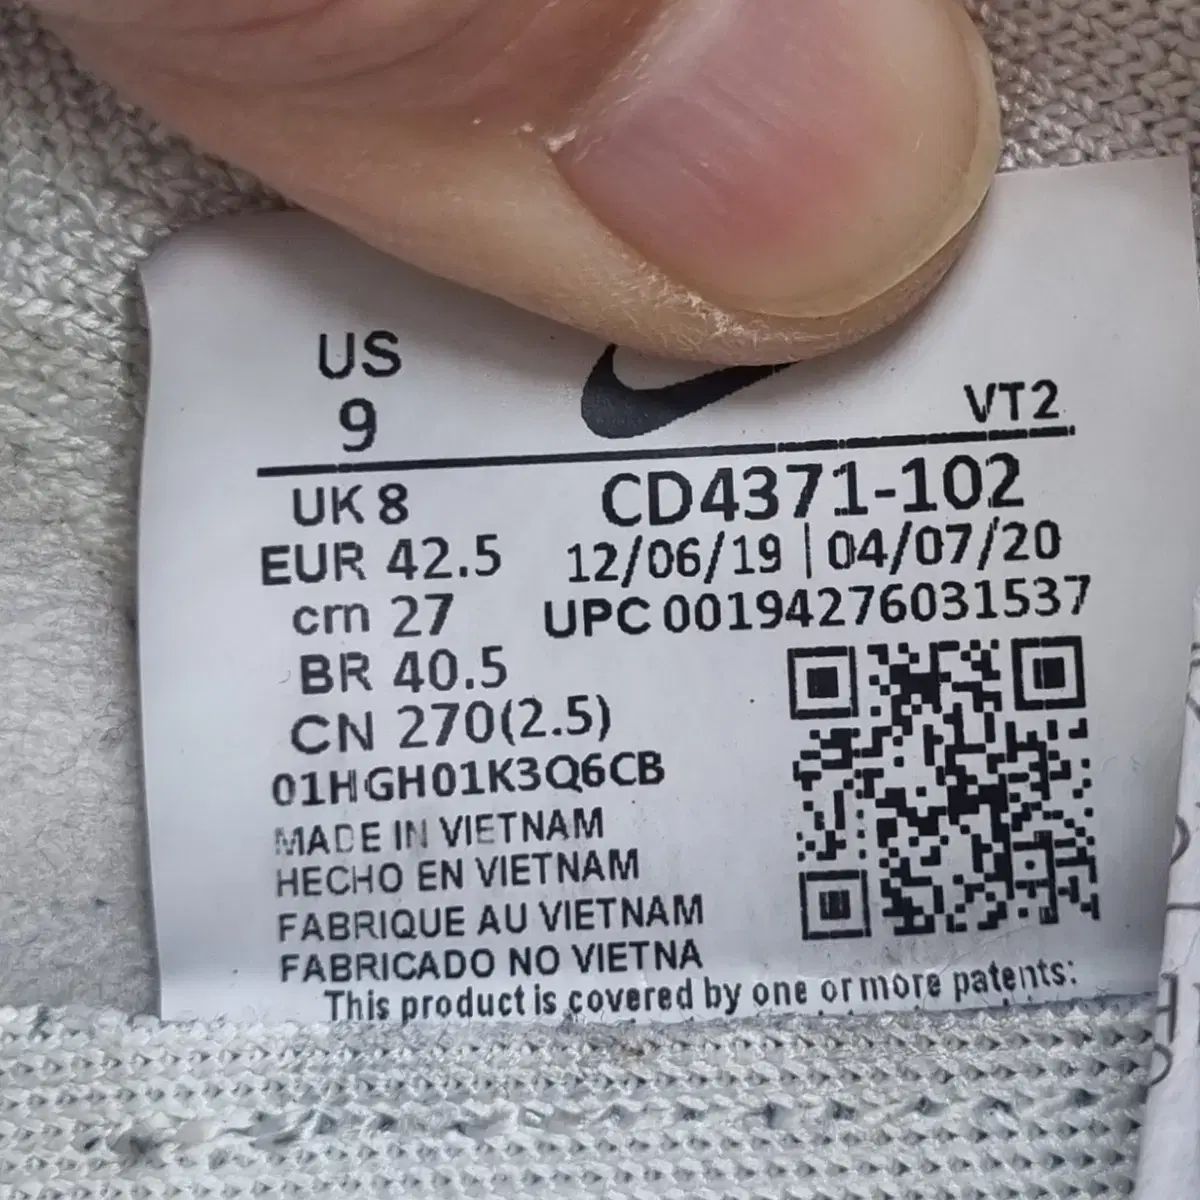 US
9
VT2
UK 8
CD4371-102
EUR 42.5
12/06/19 | 04/07/20
cm 27
UPC 00194276031537
BR 40.5
CN 270(2.5)
01HGH01K3Q6CB
MADE IN VIETNAM
HECHO EN VIETNAM
FABRIQUE AU VIETNAM
FABRICADO NO VIETNA
This product is covered by one or more patents: